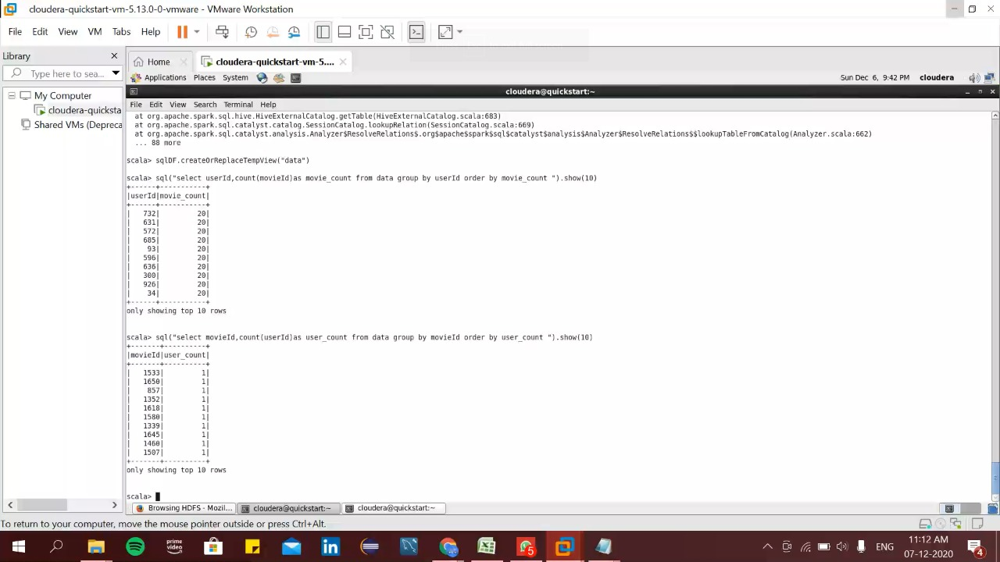 cloudera-quickstart-vm-5.13.0-0-vmware - VMware Workstation
File Edit View VM Tabs Help
Library
Home
cloudera-quickstart-vm-5....
Type here to sea...
Applications Places System
Sun Dec 6, 9:42 PM cloudera
My Computer
cloudera-quicksta
Shared VMs (Depreca
cloudera@quickstart:~
File Edit View Search Terminal Help
at org.apache.spark.sql.hive.HiveExternalCatalog.getTable(HiveExternalCatalog.scala:683)
at org.apache.spark.sql.catalyst.catalog.SessionCatalog.lookupRelation(SessionCatalog.scala:669)
at org.apache.spark.sql.catalyst.analysis.Analyzer$ResolveRelations$.org$apache$spark$sql$catalyst$analysis$Analyzer$ResolveRelations$$lookupTableFromCatalog(Analyzer.scala:662)
... 88 more
scala> sqlDF.createOrReplaceTempView("data")
scala> sql("select userId,count(movieId)as movie_count from data group by userId order by movie_count ").show(10)
+------+-----------+
|userId|movie_count|
+------+-----------+
|   732|         20|
|   631|         20|
|   572|         20|
|   685|         20|
|    93|         20|
|   596|         20|
|   636|         20|
|   300|         20|
|   926|         20|
|    34|         20|
+------+-----------+
only showing top 10 rows
scala> sql("select movieId,count(userId)as user_count from data group by movieId order by user_count ").show(10)
+-------+----------+
|movieId|user_count|
+-------+----------+
|   1533|         1|
|   1650|         1|
|    857|         1|
|   1352|         1|
|   1618|         1|
|   1580|         1|
|   1339|         1|
|   1645|         1|
|   1460|         1|
|   1507|         1|
+-------+----------+
only showing top 10 rows
scala>
Browsing HDFS - Mozil...
cloudera@quickstart:~
cloudera@quickstart:~
To return to your computer, move the mouse pointer outside or press Ctrl+Alt.
prime video
5
ENG
11:12 AM
07-12-2020
4